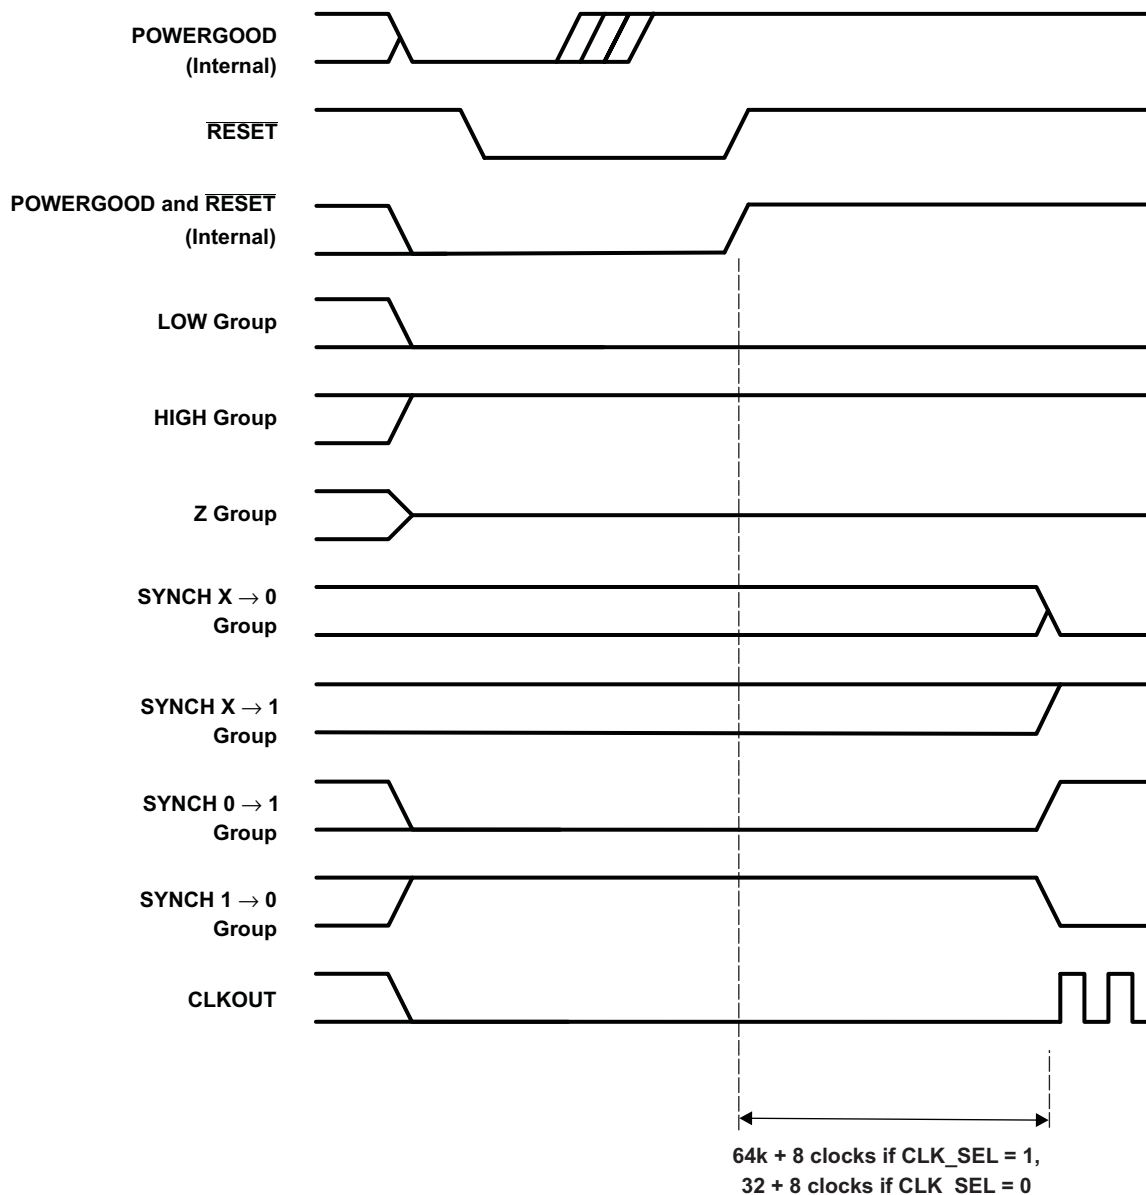 POWERGOOD
(Internal)
RESET
POWERGOOD and RESET
(Internal)
LOW Group
HIGH Group
Z Group
SYNCH X → 0
Group
SYNCH X → 1
Group
SYNCH 0 → 1
Group
SYNCH 1 → 0
Group
CLKOUT
64k + 8 clocks if CLK_SEL = 1,
32 + 8 clocks if CLK_SEL = 0